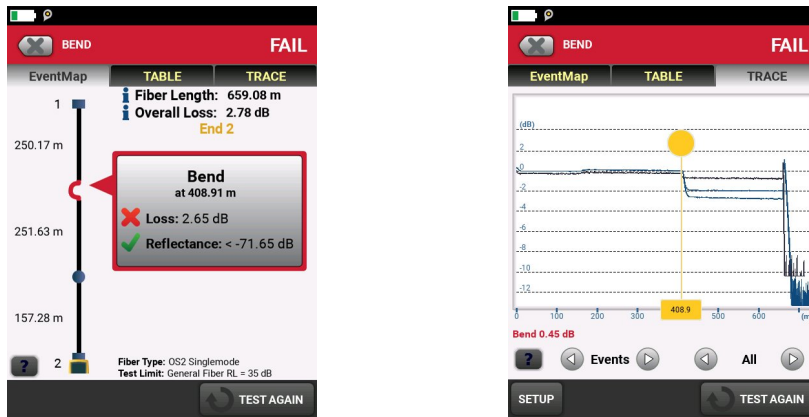 BEND
FAIL
EventMap
TABLE
TRACE
Fiber Length: 659.08 m
Overall Loss: 2.78 dB
End 2
1
250.17 m
Bend
at 408.91 m
Loss: 2.65 dB
Reflectance: < -71.65 dB
251.63 m
157.28 m
2
?
Fiber Type: OS2 Singlemode
Test Limit: General Fiber RL = 35 dB
TEST AGAIN
BEND
FAIL
EventMap
TABLE
TRACE
(dB)
2
0
-2
-4
-6
-8
-10
-12
0 100 200 300 408.9 500 600 (m
Bend 0.45 dB
? Events All
SETUP
TEST AGAIN